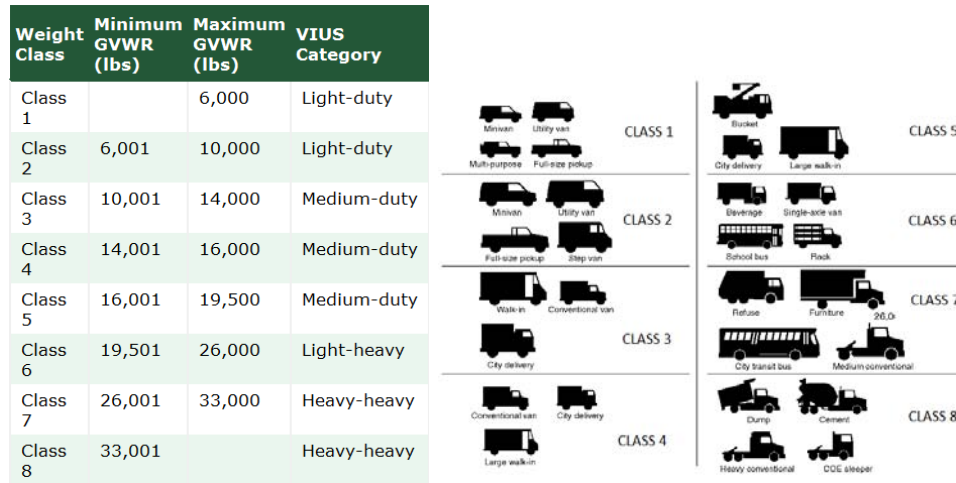 Weight Class Minimum GVWR (lbs) Maximum GVWR (lbs) VIUS Category
Class 1 6,000 Light-duty
Class 2 6,001 10,000 Light-duty
Class 3 10,001 14,000 Medium-duty
Class 4 14,001 16,000 Medium-duty
Class 5 16,001 19,500 Medium-duty
Class 6 19,501 26,000 Light-heavy
Class 7 26,001 33,000 Heavy-heavy
Class 8 33,001 Heavy-heavy
Minivan Utility van
CLASS 1
Multi-purpose Full-size pickup
Minivan Utility van
CLASS 2
Full-size pickup Step van
Walk-in Conventional van
CLASS 3
City delivery
Conventional van City delivery
CLASS 4
Large walk-in
Bucket
CLASS 5
City delivery Large walk-in
Beverage Single-axle van
CLASS 6
School bus Rack
Refuse Furniture
CLASS 7
26,0
City transit bus Medium conventional
Dump Cement
CLASS 8
Heavy conventional COE sleeper